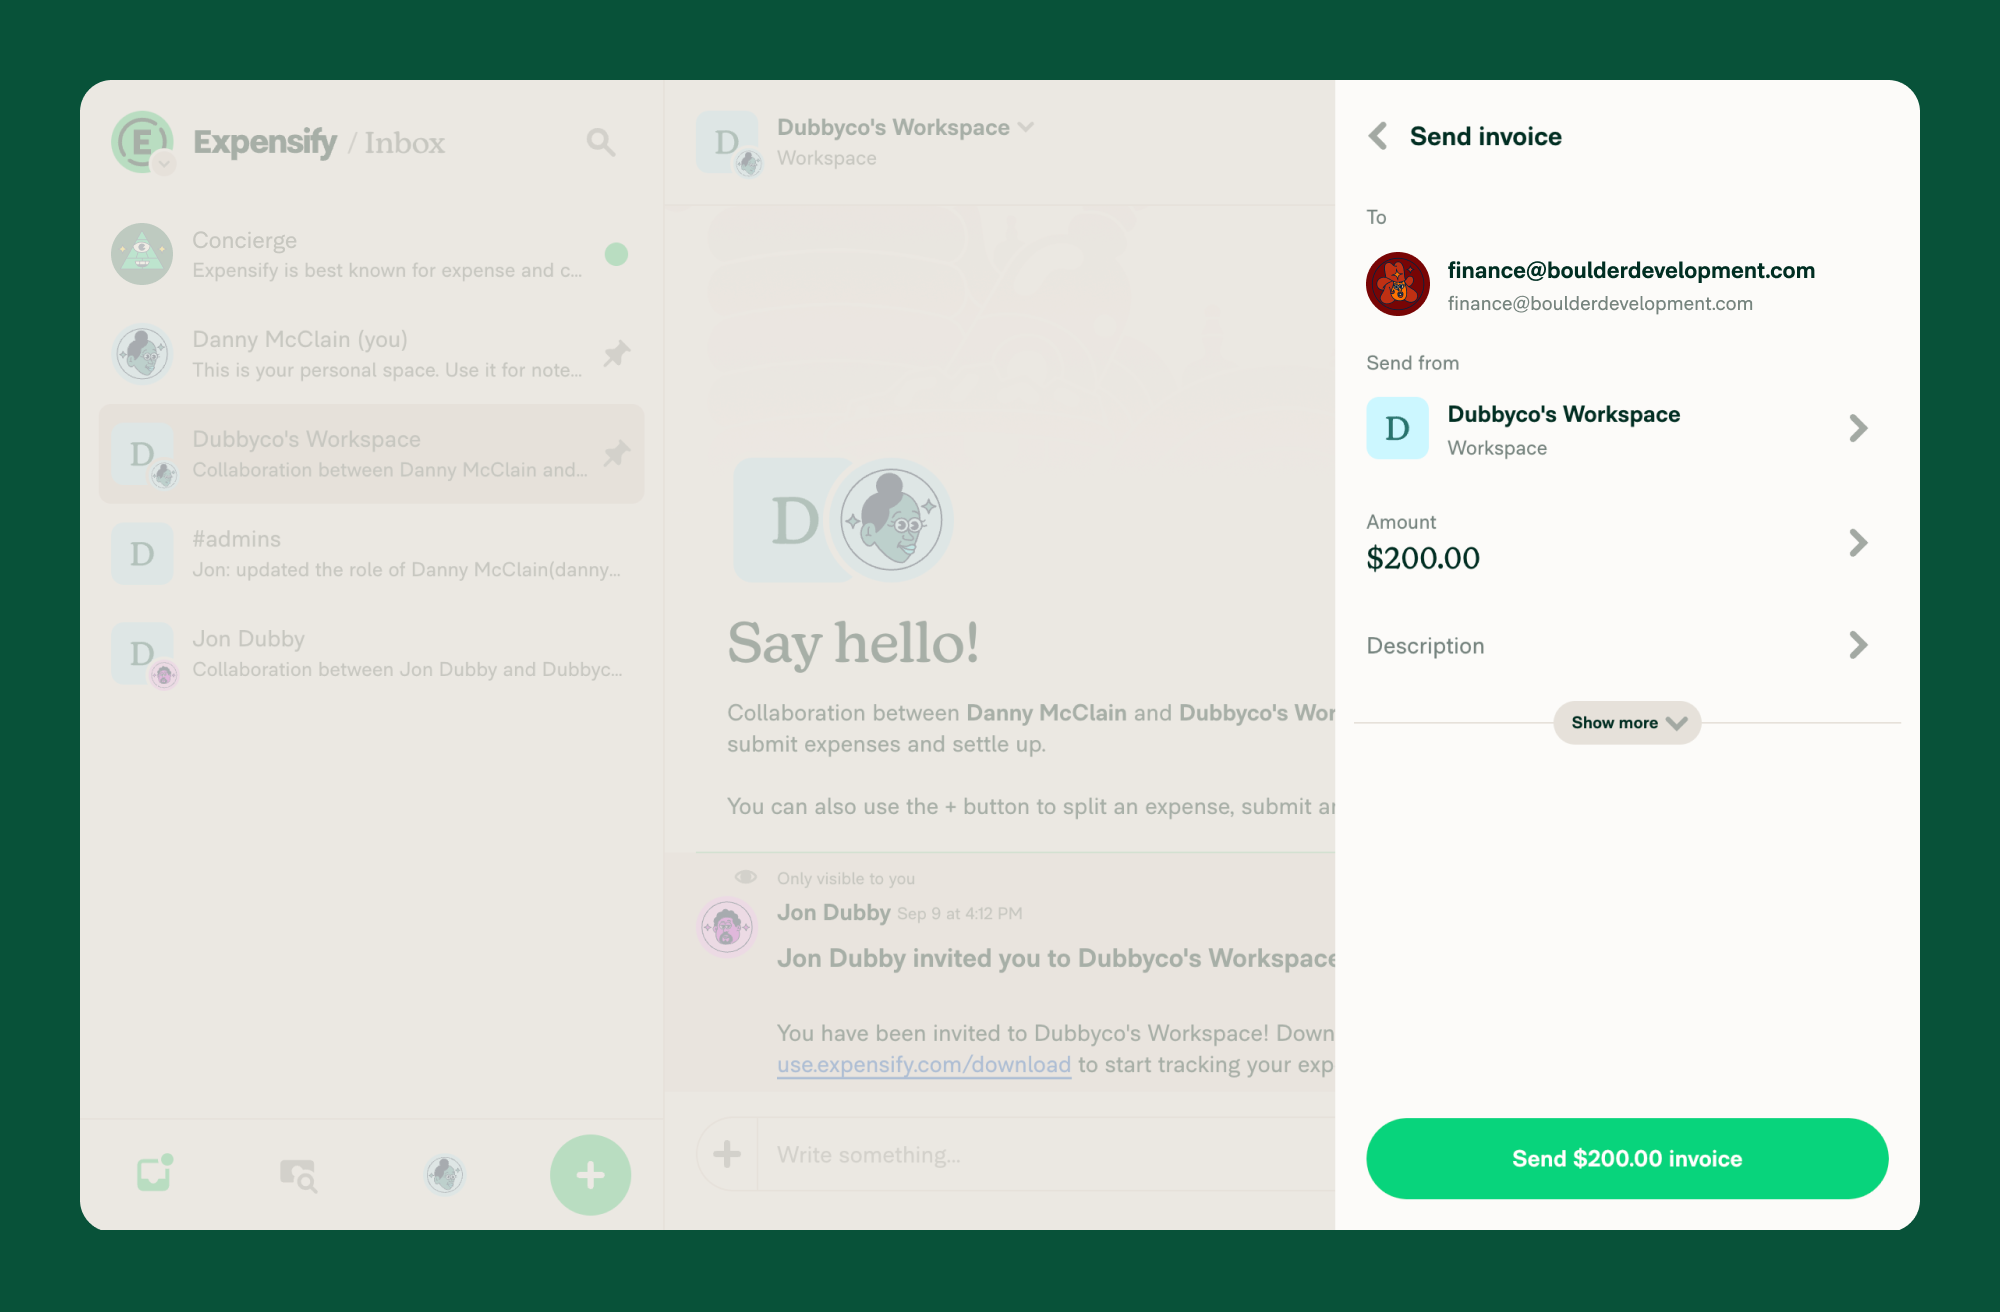 E
Expensify / Inbox
Concierge
Expensify is best known for expense and c...
Danny McClain (you)
This is your personal space. Use it for note...
D
Dubbyco's Workspace
Collaboration between Danny McClain and...
D
#admins
Jon: updated the role of Danny McClain(danny...
D
Jon Dubby
Collaboration between Jon Dubby and Dubbyc...
D
Dubbyco's Workspace
Workspace
D
Say hello!
Collaboration between Danny McClain and Dubbyco's Wor
submit expenses and settle up.
You can also use the + button to split an expense, submit an
Only visible to you
Jon Dubby Sep 9 at 4:12 PM
Jon Dubby invited you to Dubbyco's Workspace
You have been invited to Dubbyco's Workspace! Down
use.expensify.com/download to start tracking your exp
Write something...
Send invoice
To
finance@boulderdevelopment.com
finance@boulderdevelopment.com
Send from
D
Dubbyco's Workspace
Workspace
Amount
$200.00
Description
Show more
Send $200.00 invoice